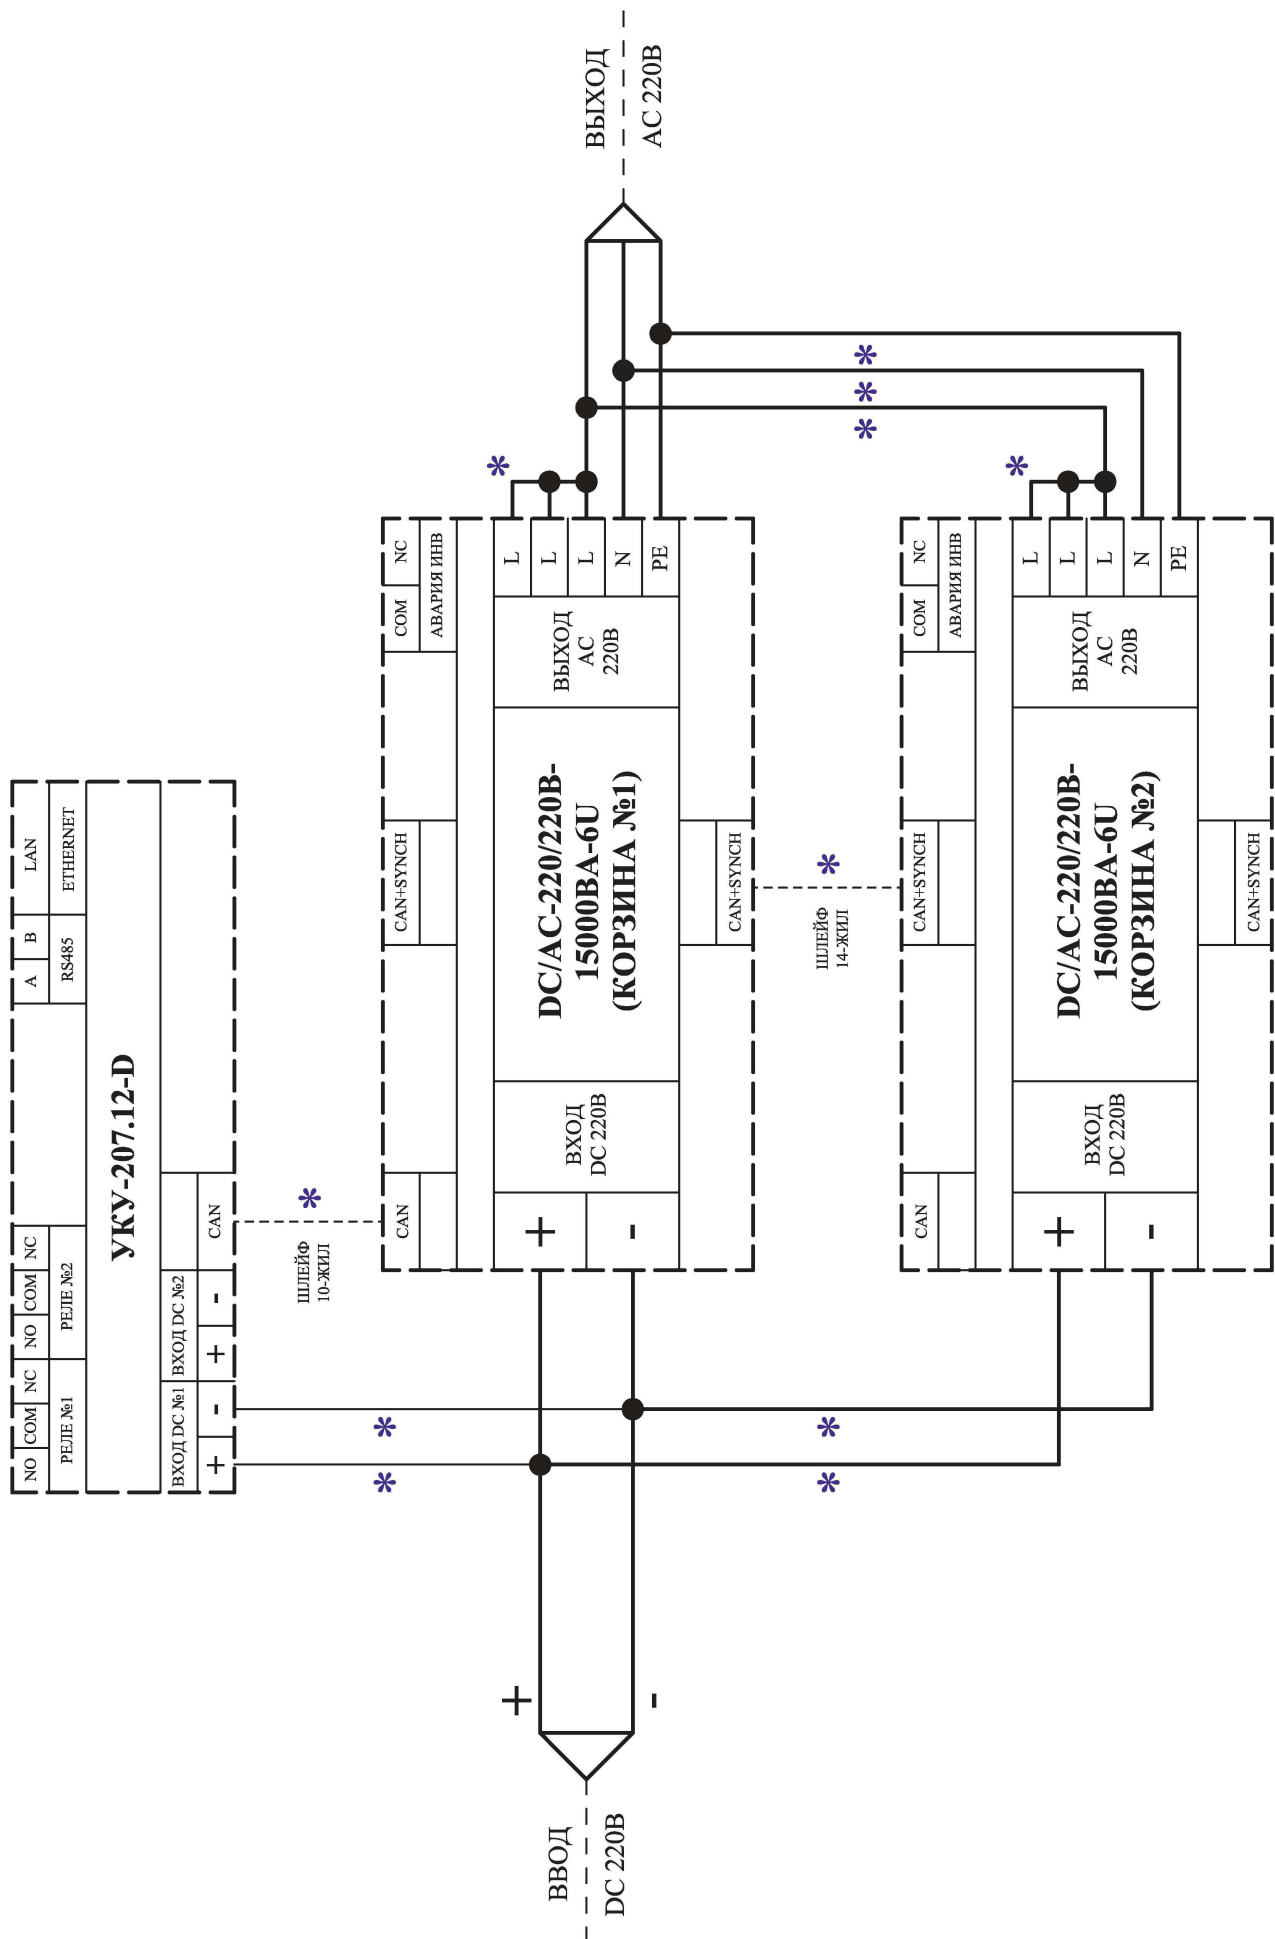 NO COM NC NO COM NC A B LAN
РЕЛЕ №1 РЕЛЕ №2 RS485 ETHERNET
УКУ-207.12-D
ВХОД DC №1 ВХОД DC №2
+ - + - CAN
*
ШЛЕЙФ
10-ЖИЛ
*
*
CAN CAN+SYNCH COM NC
АВАРИЯ ИНВ
+
-
ВХОД
DC 220В
DC/AC-220/220В-
15000ВА-6U
(КОРЗИНА №1)
ВЫХОД
AC
220В
L
L
L
N
PE
*
CAN+SYNCH
ВВОД
DC 220В
+
-
ВЫХОД
AC 220В
*
ШЛЕЙФ
14-ЖИЛ
*
*
*
*
*
CAN CAN+SYNCH COM NC
АВАРИЯ ИНВ
+
-
ВХОД
DC 220В
DC/AC-220/220В-
15000ВА-6U
(КОРЗИНА №2)
ВЫХОД
AC
220В
L
L
L
N
PE
*
CAN+SYNCH